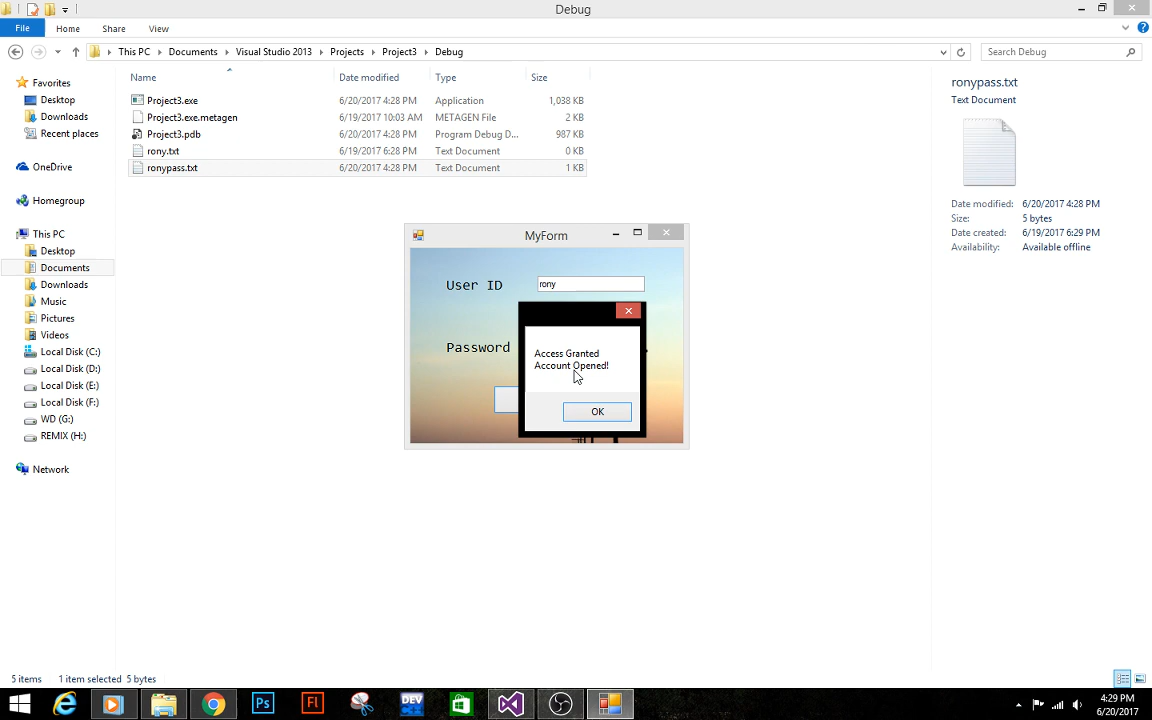 Debug
File Home Share View
This PC Documents Visual Studio 2013 Projects Project3 Debug Search Debug
Name Date modified Type Size
Project3.exe 6/20/2017 4:28 PM Application 1,038 KB
Project3.exe.metagen 6/19/2017 10:03 AM METAGEN File 2 KB
Project3.pdb 6/20/2017 4:28 PM Program Debug D... 987 KB
rony.txt 6/19/2017 6:28 PM Text Document 0 KB
ronypass.txt 6/20/2017 4:28 PM Text Document 1 KB
Favorites
Desktop
Downloads
Recent places
OneDrive
Homegroup
This PC
Desktop
Documents
Downloads
Music
Pictures
Videos
Local Disk (C:)
Local Disk (D:)
Local Disk (E:)
Local Disk (F:)
WD (G:)
REMIX (H:)
Network
ronypass.txt
Text Document
Date modified: 6/20/2017 4:28 PM
Size: 5 bytes
Date created: 6/19/2017 6:29 PM
Availability: Available offline
MyForm
User ID rony
Password
Access Granted
Account Opened!
OK
5 items 1 item selected 5 bytes
Ps Fl DEV
4:29 PM
6/20/2017